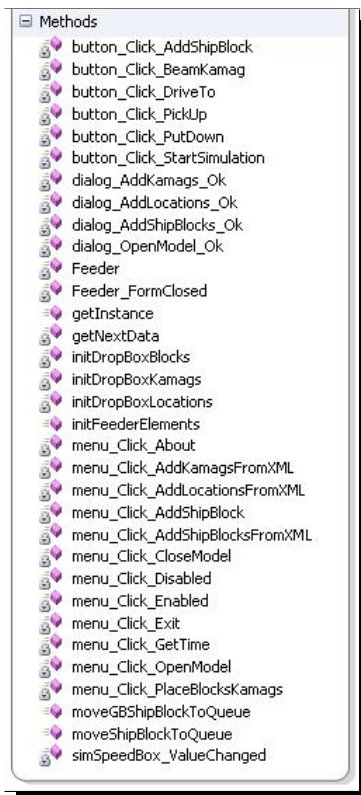 Methods
button_Click_AddShipBlock
button_Click_BeamKamag
button_Click_DriveTo
button_Click_PickUp
button_Click_PutDown
button_Click_StartSimulation
dialog_AddKamags_Ok
dialog_AddLocations_Ok
dialog_AddShipBlocks_Ok
dialog_OpenModel_Ok
Feeder
Feeder_FormClosed
getInstance
getNextData
initDropBoxBlocks
initDropBoxKamags
initDropBoxLocations
initFeederElements
menu_Click_About
menu_Click_AddKamagsFromXML
menu_Click_AddLocationsFromXML
menu_Click_AddShipBlock
menu_Click_AddShipBlocksFromXML
menu_Click_CloseModel
menu_Click_Disabled
menu_Click_Enabled
menu_Click_Exit
menu_Click_GetTime
menu_Click_OpenModel
menu_Click_PlaceBlocksKamags
moveGBShipBlockToQueue
moveShipBlockToQueue
simSpeedBox_ValueChanged